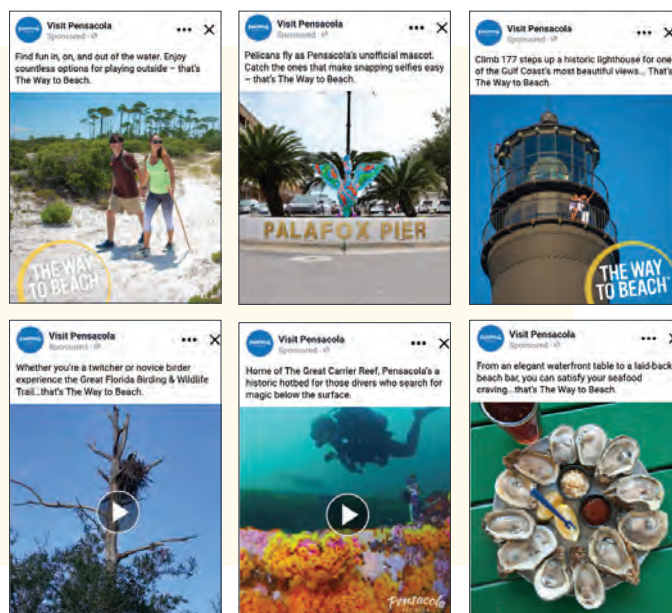 Visit Pensacola
Sponsored
Find fun in, on, and out of the water. Enjoy
countless options for playing outside – that's
The Way to Beach.
THE WAY
TO BEACH
Visit Pensacola
Sponsored
Pelicans fly as Pensacola's unofficial mascot.
Catch the ones that make snapping selfies easy
– that's The Way to Beach.
PALAFOX PIER
Visit Pensacola
Sponsored
Climb 177 steps up a historic lighthouse for one
of the Gulf Coast's most beautiful views... That's
The Way to Beach.
THE WAY
TO BEACH
Visit Pensacola
Sponsored
Whether you're a twitcher or novice birder
experience the Great Florida Birding & Wildlife
Trail...that's The Way to Beach.
Visit Pensacola
Sponsored
Home of The Great Carrier Reef, Pensacola's a
historic hotbed for those divers who search for
magic below the surface.
Pensacola
Visit Pensacola
Sponsored
From an elegant waterfront table to a laid-back
beach bar, you can satisfy your seafood
craving...that's The Way to Beach.